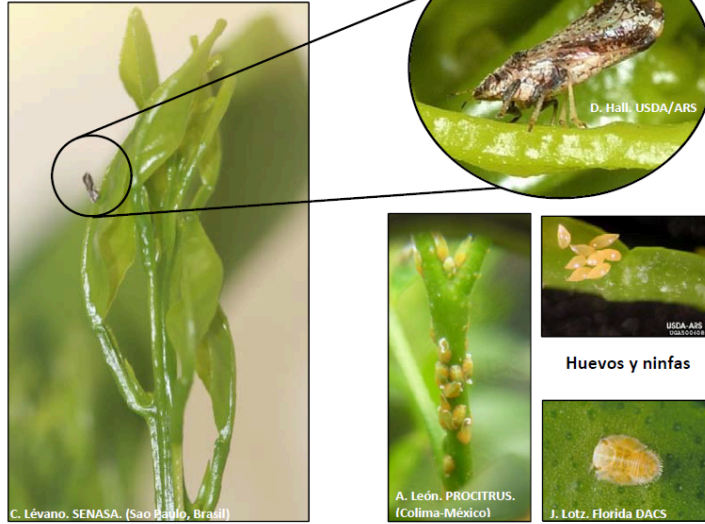 D. Hall. USDA/ARS
USDA-ARS
UGA5001081
Huevos y ninfas
C. Lévano. SENASA. (Sao Paulo, Brasil)
A. León. PROCITRUS.
(Colima-México)
J. Lotz. Florida DACS